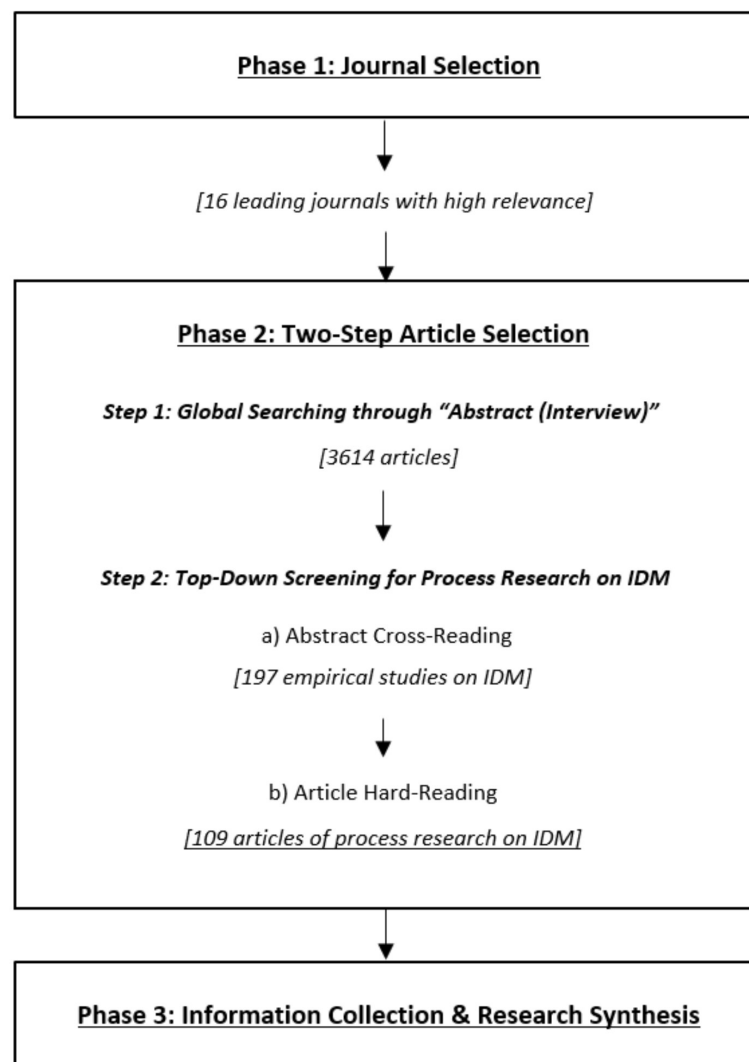 Phase 1: Journal Selection
[16 leading journals with high relevance]
Phase 2: Two-Step Article Selection
Step 1: Global Searching through “Abstract (Interview)”
[3614 articles]
Step 2: Top-Down Screening for Process Research on IDM
a) Abstract Cross-Reading
[197 empirical studies on IDM]
b) Article Hard-Reading
[109 articles of process research on IDM]
Phase 3: Information Collection & Research Synthesis